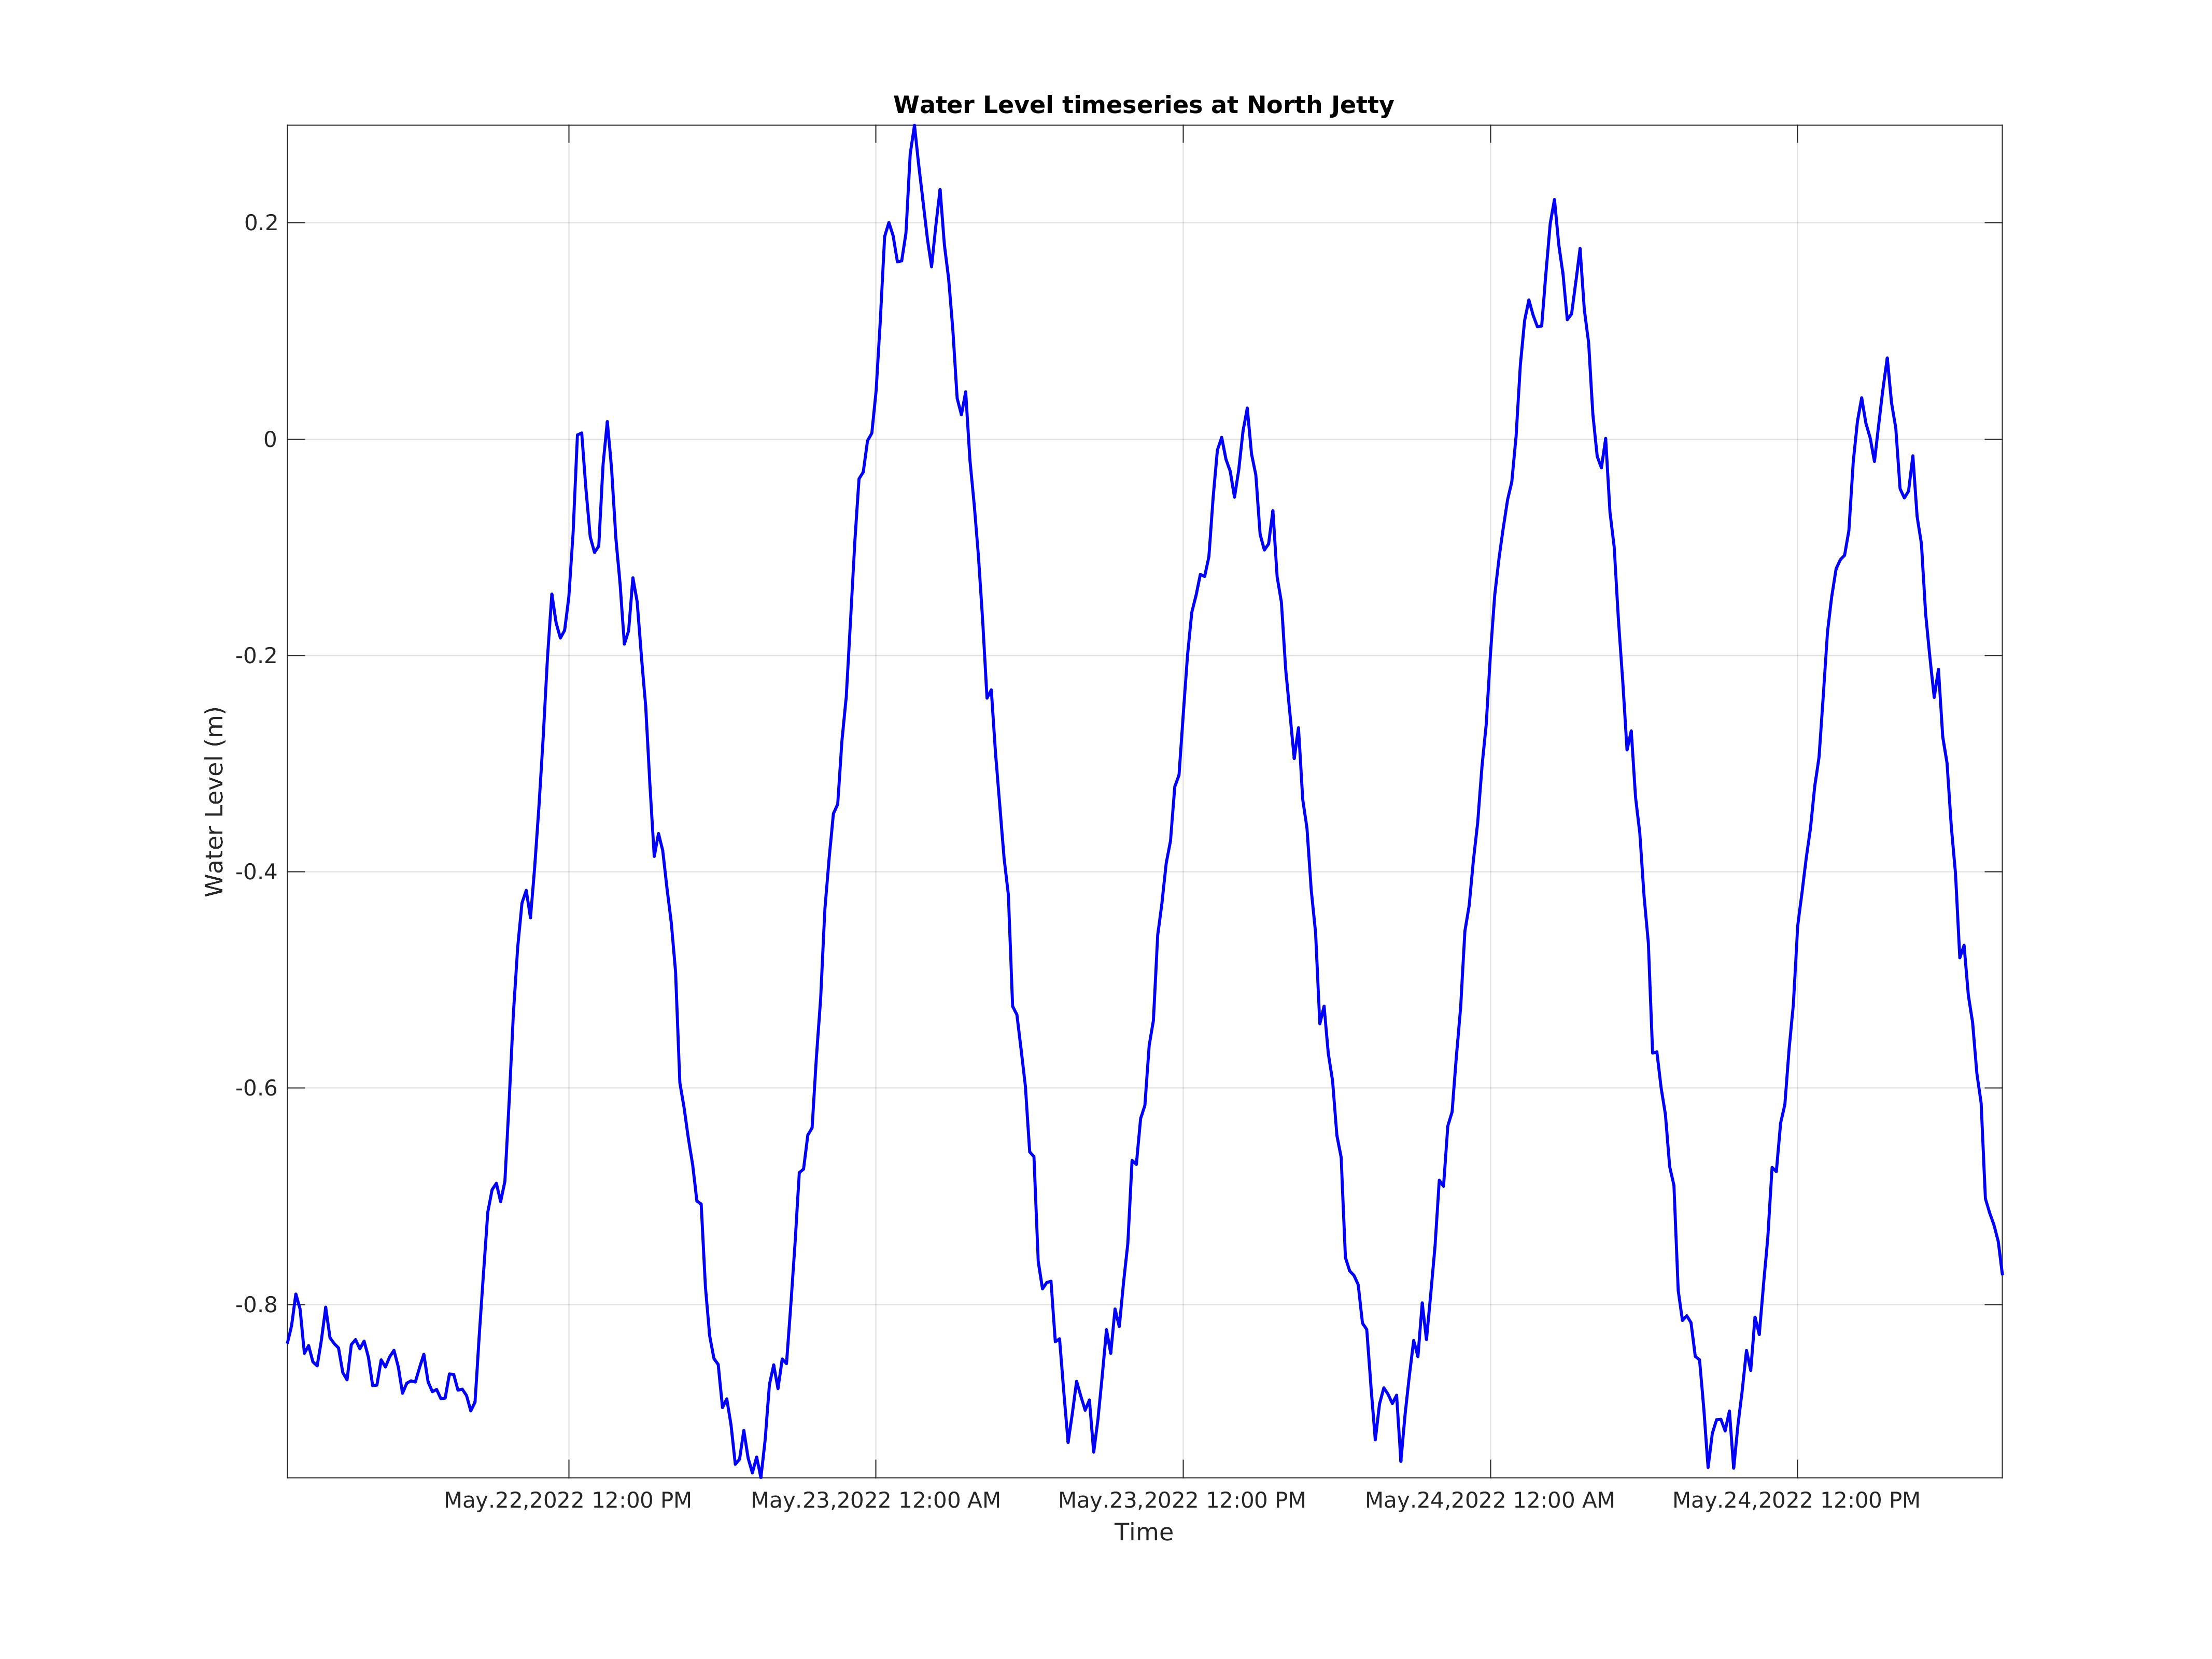 Water Level timeseries at North Jetty
0.2
0
-0.2
-0.4
-0.6
-0.8
Water Level (m)
May.22,2022 12:00 PM
May.23,2022 12:00 AM
May.23,2022 12:00 PM
May.24,2022 12:00 AM
May.24,2022 12:00 PM
Time